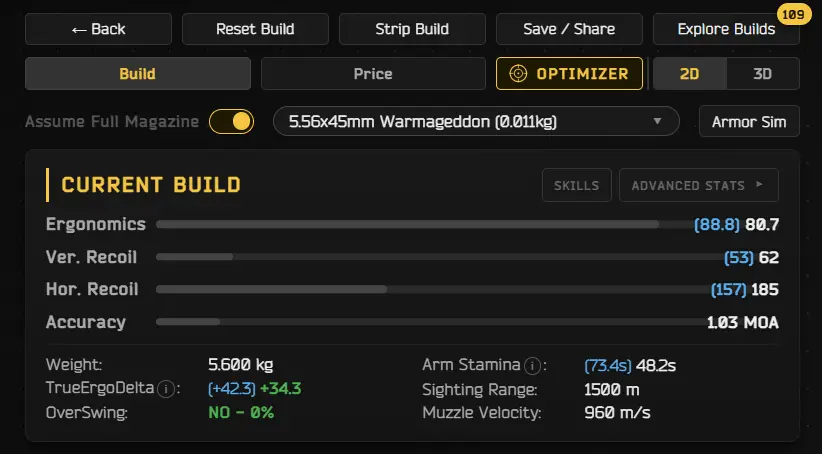 109
← Back Reset Build Strip Build Save / Share Explore Builds
Build Price OPTIMIZER 2D 3D
Assume Full Magazine 5.56x45mm Warmageddon (0.011kg) ▼ Armor Sim
CURRENT BUILD SKILLS ADVANCED STATS ►
Ergonomics (88.8) 80.7
Ver. Recoil (53) 62
Hor. Recoil (157) 185
Accuracy 1.03 MOA
Weight: 5.600 kg Arm Stamina i : (73.4s) 48.2s
TrueErgoDelta i : (+42.3) +34.3 Sighting Range: 1500 m
OverSwing: NO - 0% Muzzle Velocity: 960 m/s